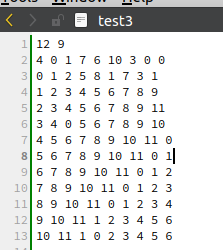 Help
test3
1 12 9
2 4 0 1 7 6 10 3 0 0
3 0 1 2 5 8 1 7 3 1
4 1 2 3 4 5 6 7 8 9
5 2 3 4 5 6 7 8 9 11
6 3 4 0 5 6 7 8 9 10
7 4 5 6 7 8 9 10 11 0
8 5 6 7 8 9 10 11 0 1
9 6 7 8 9 10 11 0 1 2
10 7 8 9 10 11 0 1 2 3
11 8 9 10 11 0 1 2 3 4
12 9 10 11 1 2 3 4 5 6
13 10 11 1 0 2 3 4 5 6